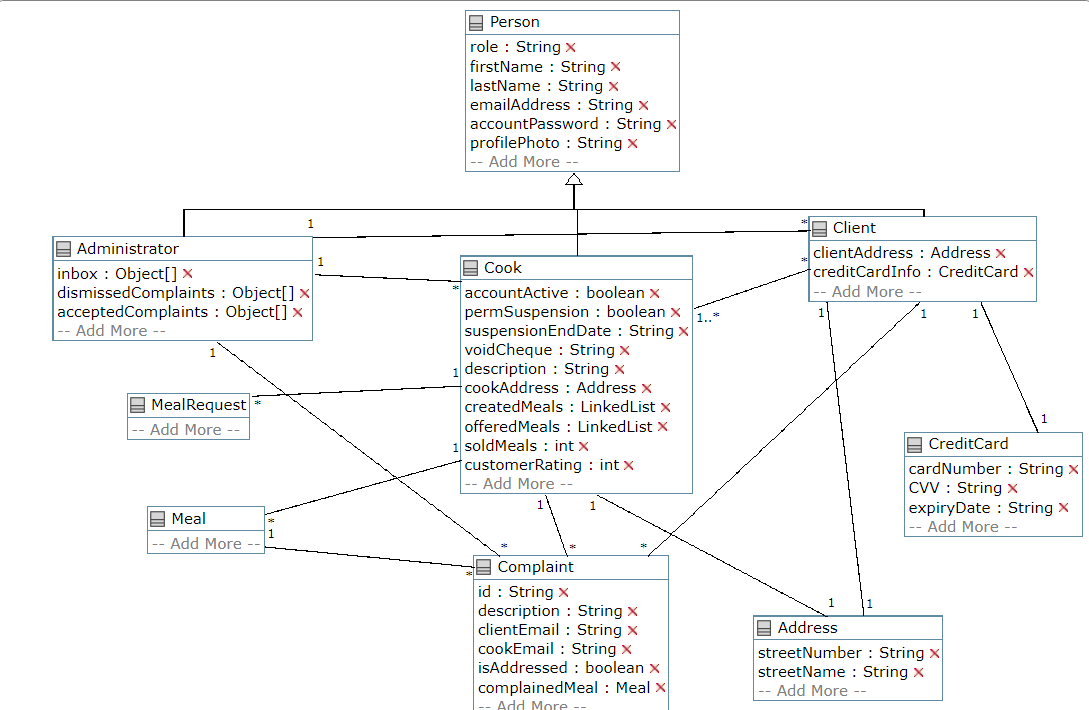 Person
role : String
firstName : String
lastName : String
emailAddress : String
accountPassword : String
profilePhoto : String
-- Add More --
1
*
Administrator
inbox : Object[]
dismissedComplaints : Object[]
acceptedComplaints : Object[]
-- Add More --
1
*
1
Cook
accountActive : boolean
permSuspension : boolean
suspensionEndDate : String
voidCheque : String
description : String
cookAddress : Address
createdMeals : LinkedList
offeredMeals : LinkedList
soldMeals : int
customerRating : int
-- Add More --
Client
clientAddress : Address
creditCardInfo : CreditCard
-- Add More --
*
1..*
1
1
1
1
*
MealRequest
-- Add More --
1
CreditCard
cardNumber : String
CVV : String
expiryDate : String
-- Add More --
1
Meal
-- Add More --
*
1
1
1
*
*
*
*
Complaint
id : String
description : String
clientEmail : String
cookEmail : String
isAddressed : boolean
complainedMeal : Meal
-- Add More --
1
1
Address
streetNumber : String
streetName : String
-- Add More --